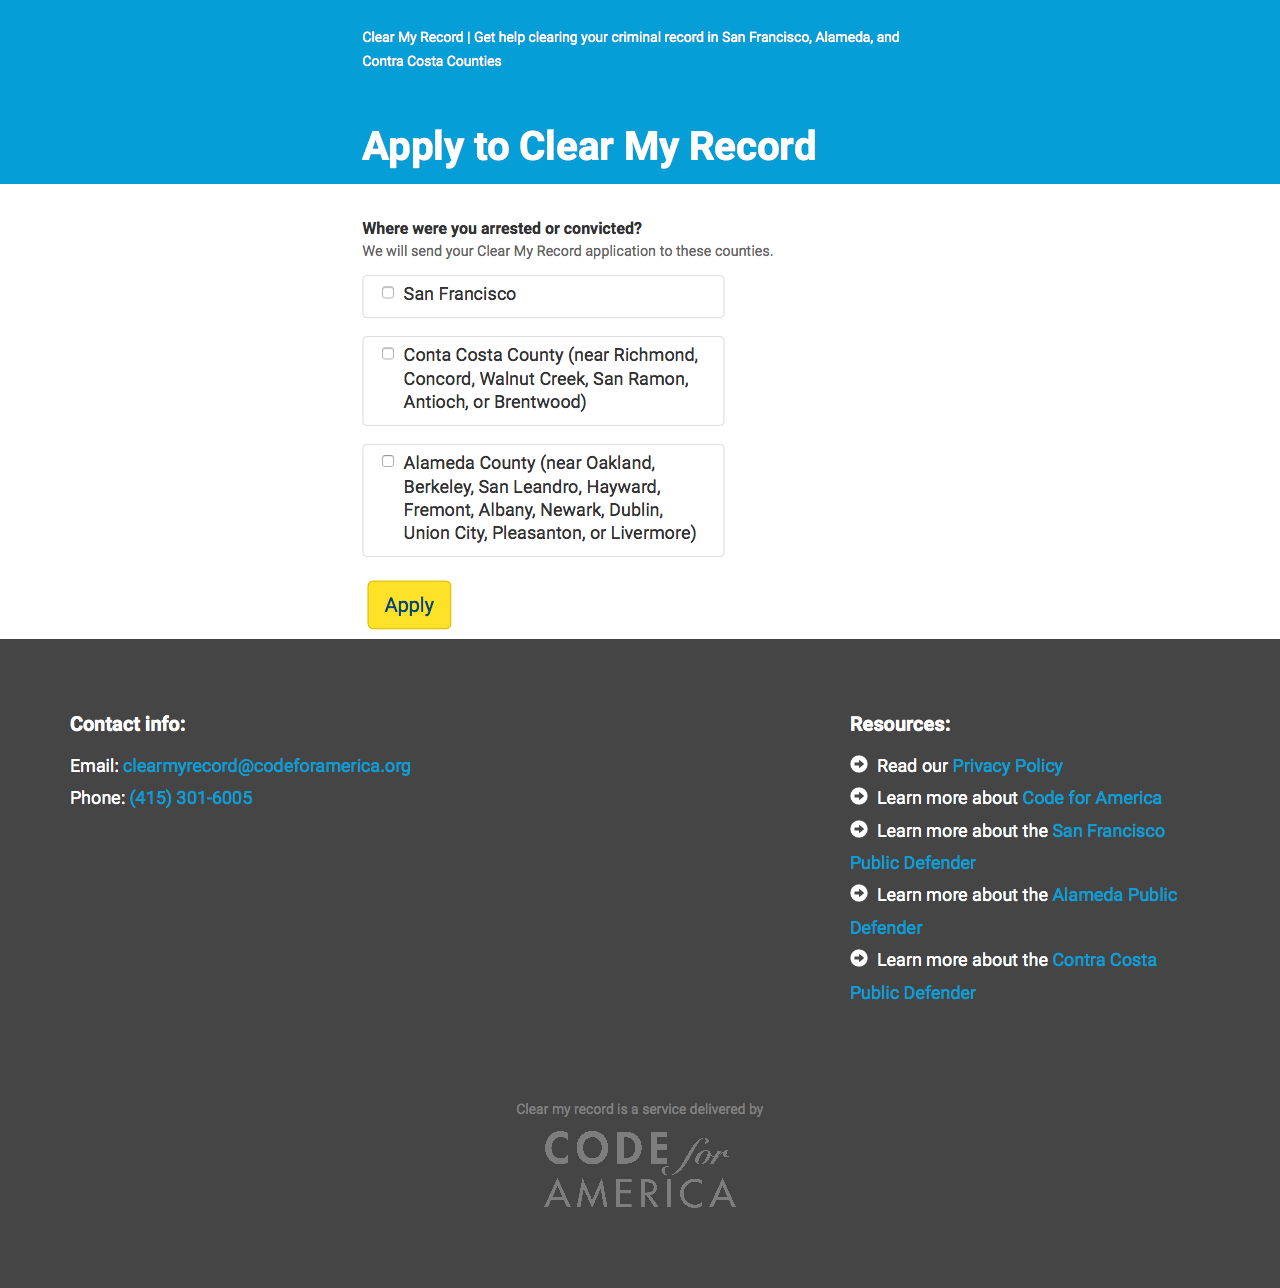 Clear My Record | Get help clearing your criminal record in San Francisco, Alameda, and
Contra Costa Counties
Apply to Clear My Record
Where were you arrested or convicted?
We will send your Clear My Record application to these counties.
San Francisco
Conta Costa County (near Richmond,
Concord, Walnut Creek, San Ramon,
Antioch, or Brentwood)
Alameda County (near Oakland,
Berkeley, San Leandro, Hayward,
Fremont, Albany, Newark, Dublin,
Union City, Pleasanton, or Livermore)
Apply
Contact info:
Email: clearmyrecord@codeforamerica.org
Phone: (415) 301-6005
Resources:
Read our Privacy Policy
Learn more about Code for America
Learn more about the San Francisco
Public Defender
Learn more about the Alameda Public
Defender
Learn more about the Contra Costa
Public Defender
Clear my record is a service delivered by
CODE for
AMERICA